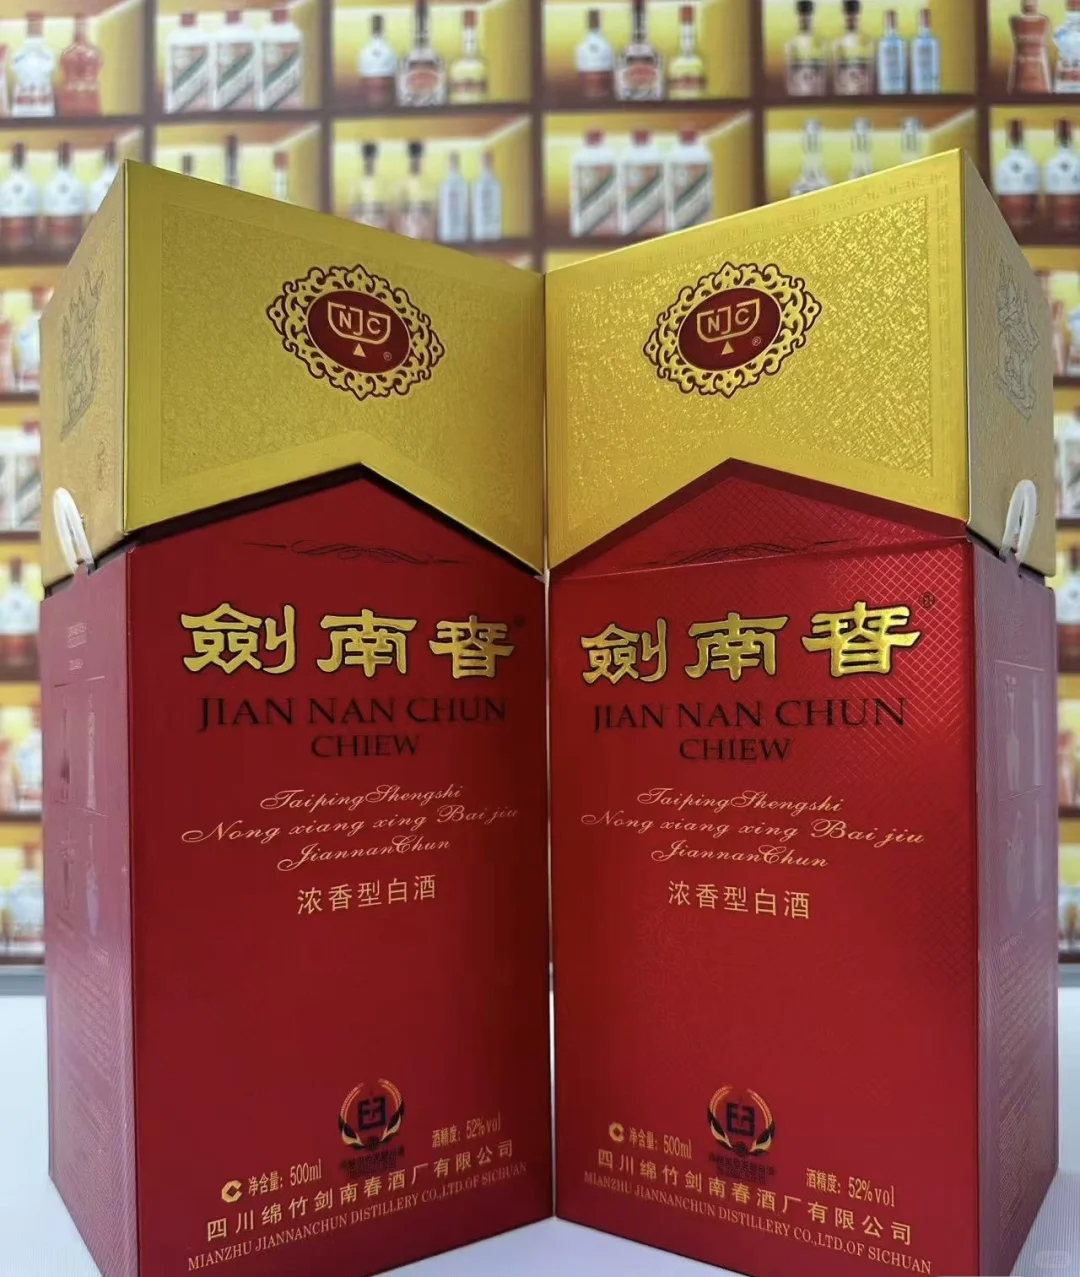 NJC
®
劍南春
JIAN NAN CHUN
CHIEW
TaipingShengshi
Nong xiang xing Bai jiu
JiannanChun
浓香型白酒
C 净含量: 500ml
酒精度: 52%vol
四川绵竹剑南春酒厂有限公司
MIANZHU JIANNANCHUN DISTILLERY CO.,LTD.OF SICHUAN
NJC
®
劍南春®
JIAN NAN CHUN
CHIEW
TaipingShengshi
Nong xiang xing Bai jiu
JiannanChun
浓香型白酒
C 净含量: 500ml
酒精度: 52%vol
四川绵竹剑南春酒厂有限公司
MIANZHU JIANNANCHUN DISTILLERY CO.,LTD.OF SICHUAN